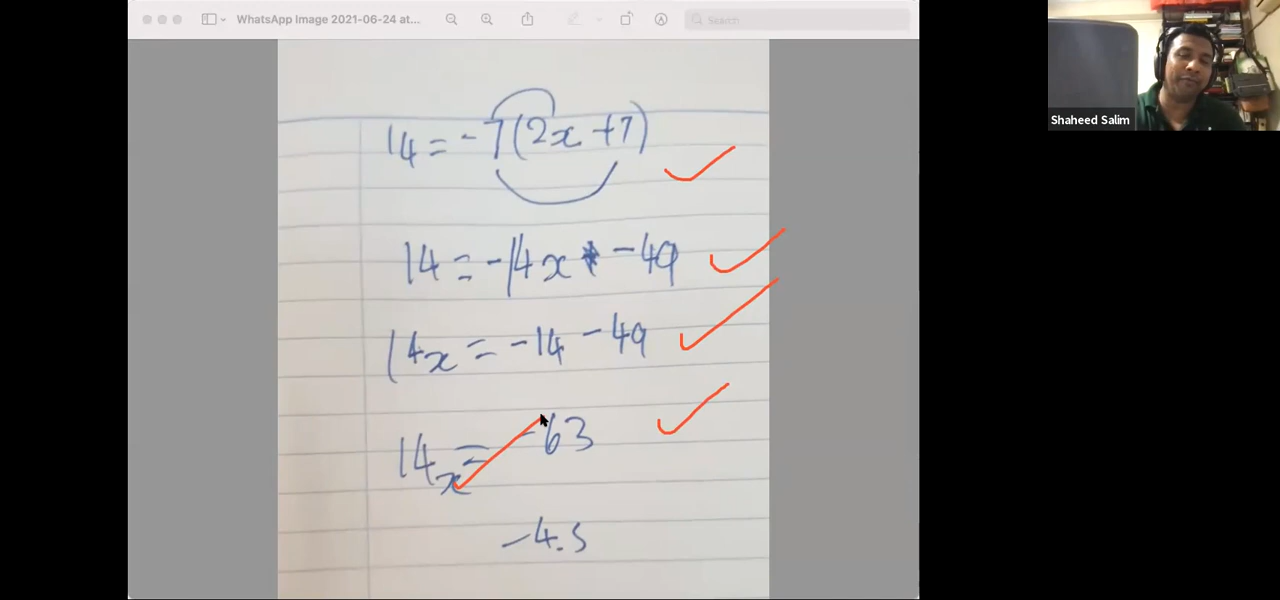 WhatsApp Image 2021-06-24 at...
Search
Shaheed Salim
14 = -7(2x +7)
14 = -14x -49
14x = -14 - 49
14x = -63
-4.5